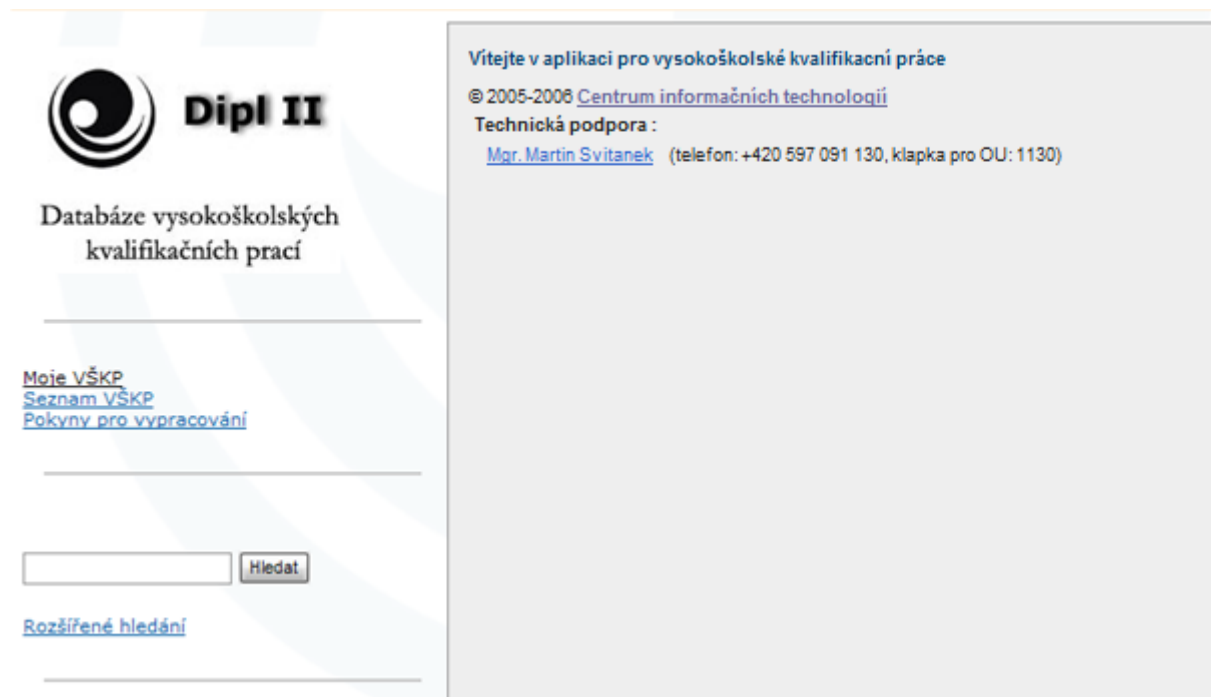 Dipl II
Databáze vysokoškolských
kvalifikačních prací
Moje VŠKP
Seznam VŠKP
Pokyny pro vypracování
Hledat
Rozšířené hledání
Vítejte v aplikaci pro vysokoškolské kvalifikacní práce
© 2005-2006 Centrum informačních technologií
Technická podpora :
Mgr. Martin Svitanek (telefon: +420 597 091 130, klapka pro OU: 1130)